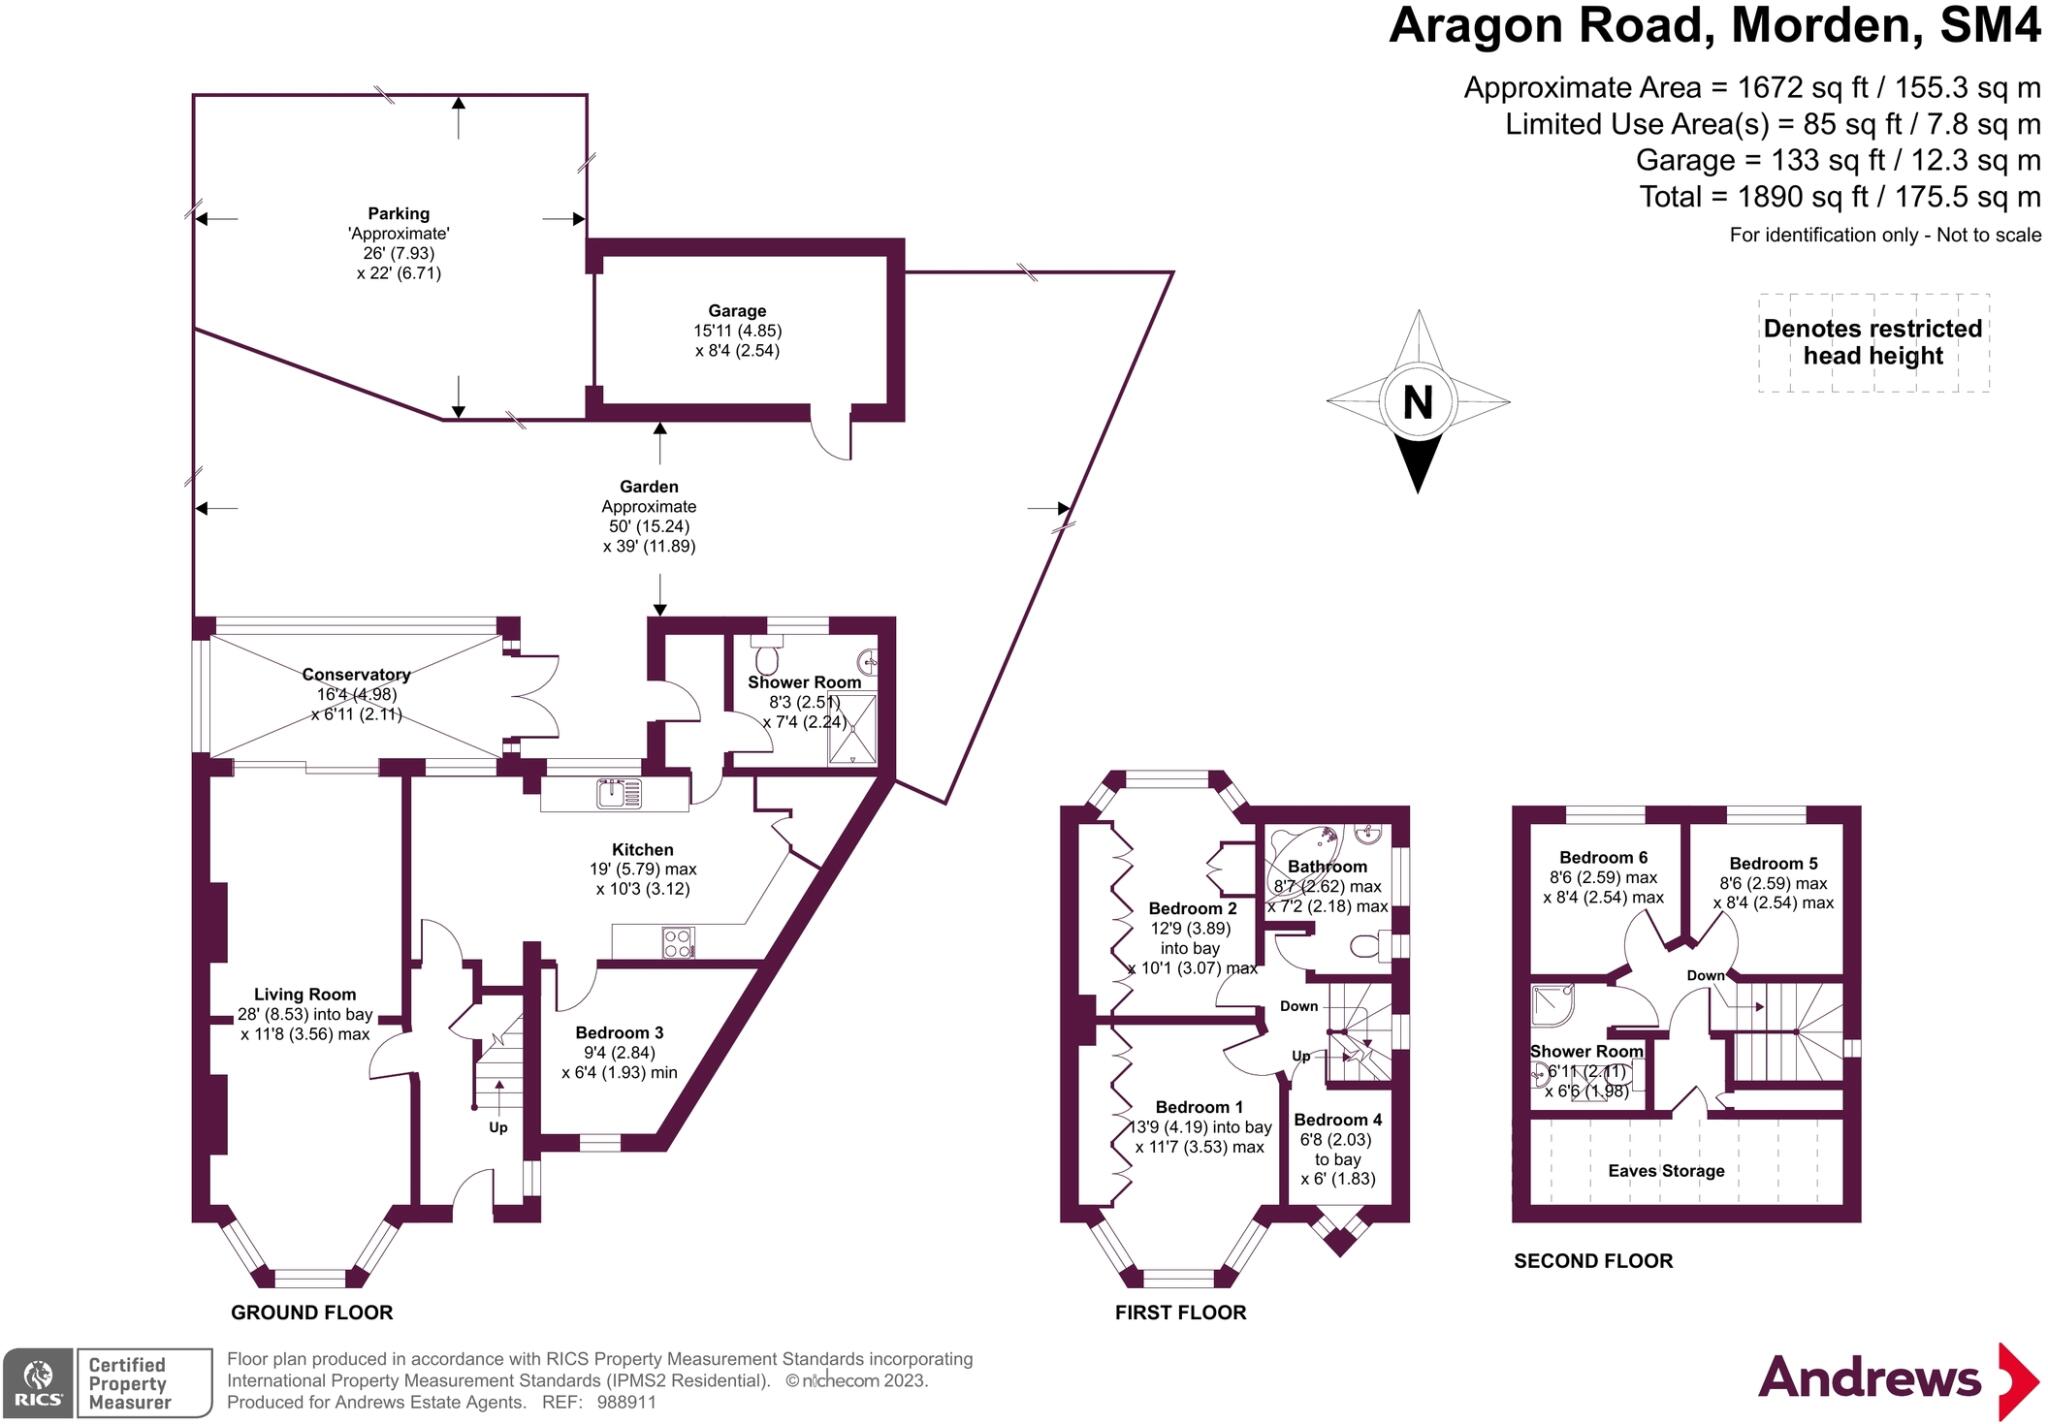 Aragon Road, Morden, SM4
Approximate Area = 1672 sq ft / 155.3 sq m
Limited Use Area(s) = 85 sq ft / 7.8 sq m
Garage = 133 sq ft / 12.3 sq m
Total = 1890 sq ft / 175.5 sq m
For identification only - Not to scale
Denotes restricted
head height
N
Parking
'Approximate'
26' (7.93)
x 22' (6.71)
Garage
15'11 (4.85)
x 8'4 (2.54)
Garden
Approximate
50' (15.24)
x 39' (11.89)
Conservatory
16'4 (4.98)
x 6'11 (2.11)
Shower Room
8'3 (2.51)
x 7'4 (2.24)
Kitchen
19' (5.79) max
x 10'3 (3.12)
Living Room
28' (8.53) into bay
x 11'8 (3.56) max
Bedroom 3
9'4 (2.84)
x 6'4 (1.93) min
Up
GROUND FLOOR
Bedroom 2
12'9 (3.89)
into bay
x 10'1 (3.07) max
Bathroom
8'7 (2.62) max
x 7'2 (2.18) max
Down
Up
Bedroom 1
13'9 (4.19) into bay
x 11'7 (3.53) max
Bedroom 4
6'8 (2.03)
to bay
x 6' (1.83)
FIRST FLOOR
Bedroom 6
8'6 (2.59) max
x 8'4 (2.54) max
Bedroom 5
8'6 (2.59) max
x 8'4 (2.54) max
Down
Shower Room
6'11 (2.11)
x 6'6 (1.98)
Eaves Storage
SECOND FLOOR
RICS
Certified
Property
Measurer
Floor plan produced in accordance with RICS Property Measurement Standards incorporating
International Property Measurement Standards (IPMS2 Residential). © nichecom 2023.
Produced for Andrews Estate Agents. REF: 988911
Andrews